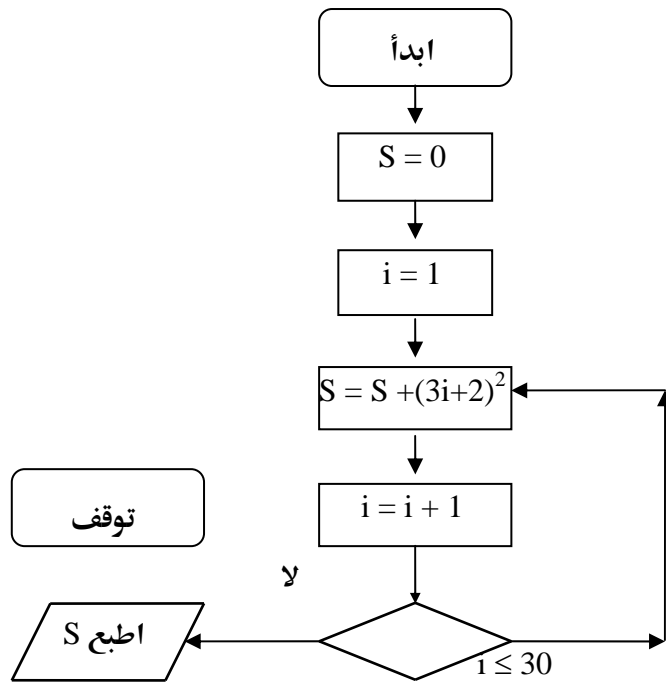 ابدأ
S = 0
i = 1
S = S +(3i+2)²
i = i + 1
توقف
لا
اطبع S
i ≤ 30